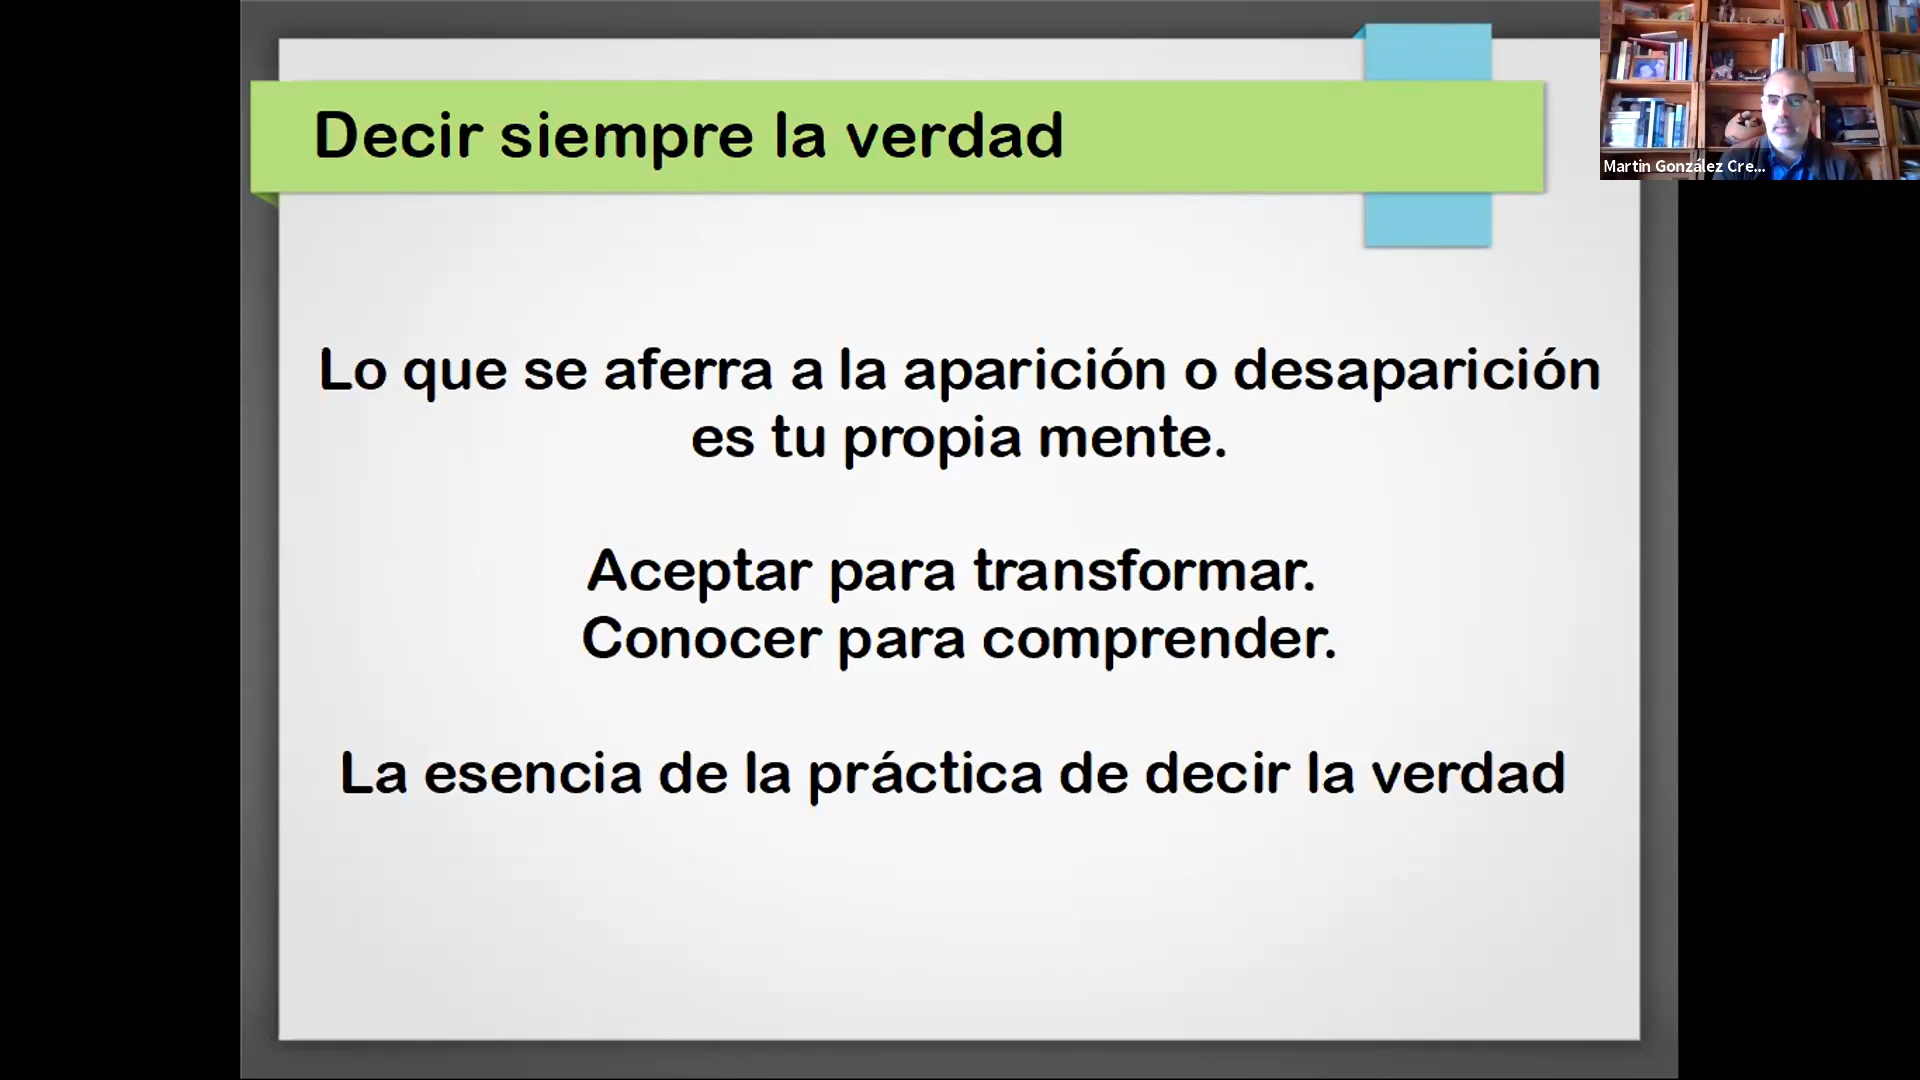 Decir siempre la verdad
Martin González Cre...
Lo que se aferra a la aparición o desaparición
es tu propia mente.
Aceptar para transformar.
Conocer para comprender.
La esencia de la práctica de decir la verdad